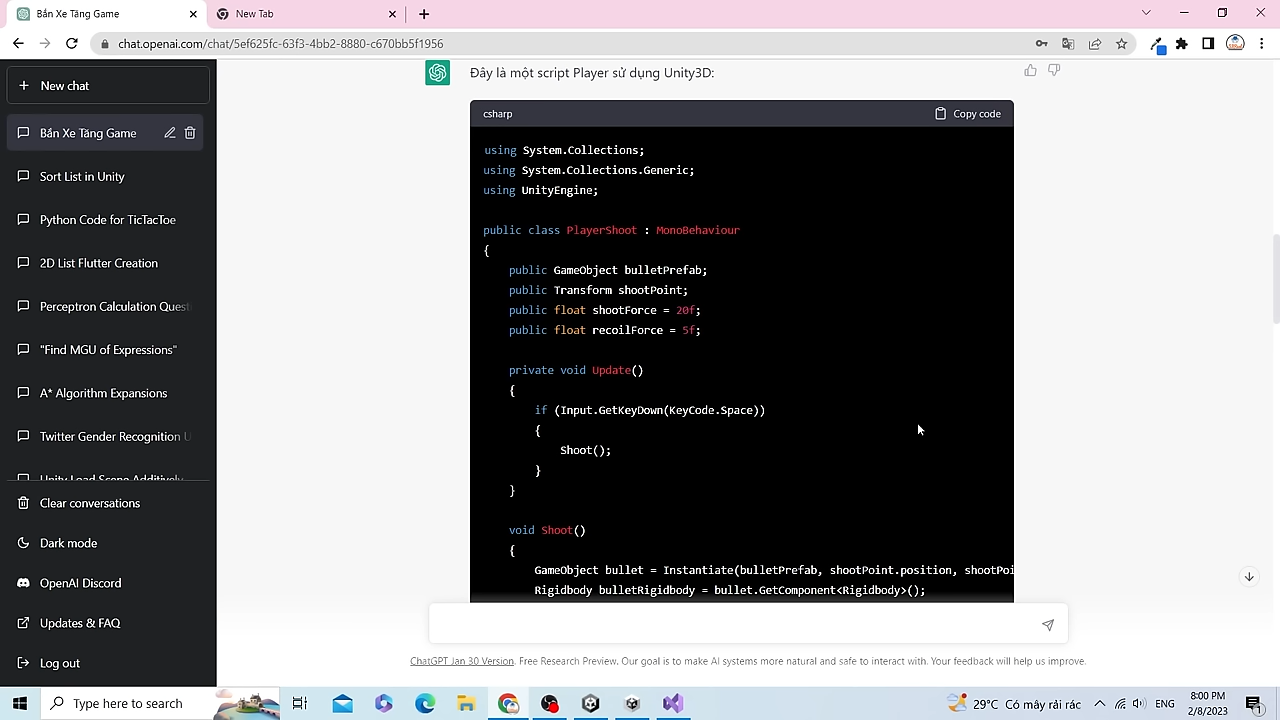 Bắn Xe Tăng Game
New Tab
chat.openai.com/chat/5ef625fc-63f3-4bb2-8880-c670bb5f1956
New chat
Bắn Xe Tăng Game
Sort List in Unity
Python Code for TicTacToe
2D List Flutter Creation
Perceptron Calculation Quest
"Find MGU of Expressions"
A* Algorithm Expansions
Twitter Gender Recognition U
Unity Load Scene Additively
Clear conversations
Dark mode
OpenAI Discord
Updates & FAQ
Log out
Đây là một script Player sử dụng Unity3D:
csharp
Copy code
using System.Collections;
using System.Collections.Generic;
using UnityEngine;
public class PlayerShoot : MonoBehaviour
{
public GameObject bulletPrefab;
public Transform shootPoint;
public float shootForce = 20f;
public float recoilForce = 5f;
private void Update()
{
if (Input.GetKeyDown(KeyCode.Space))
{
Shoot();
}
}
void Shoot()
{
GameObject bullet = Instantiate(bulletPrefab, shootPoint.position, shootPoi
Rigidbody bulletRigidbody = bullet.GetComponent<Rigidbody>();
ChatGPT Jan 30 Version. Free Research Preview. Our goal is to make AI systems more natural and safe to interact with. Your feedback will help us improve.
Type here to search
29°C Có mây rải rác
ENG
8:00 PM
2/8/2023
1